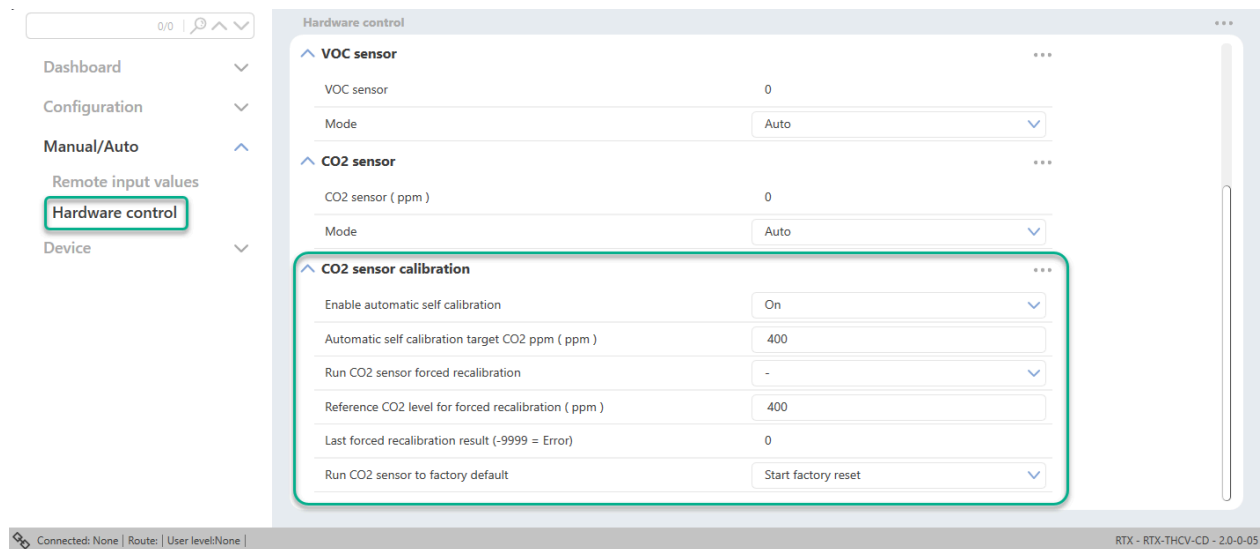 0/0
Dashboard
Configuration
Manual/Auto
Remote input values
Hardware control
Device
Hardware control
VOC sensor
VOC sensor 0
Mode Auto
CO2 sensor
CO2 sensor ( ppm ) 0
Mode Auto
CO2 sensor calibration
Enable automatic self calibration On
Automatic self calibration target CO2 ppm ( ppm ) 400
Run CO2 sensor forced recalibration -
Reference CO2 level for forced recalibration ( ppm ) 400
Last forced recalibration result (-9999 = Error) 0
Run CO2 sensor to factory default Start factory reset
Connected: None | Route: | User level:None | RTX - RTX-THCV-CD - 2.0-0-05